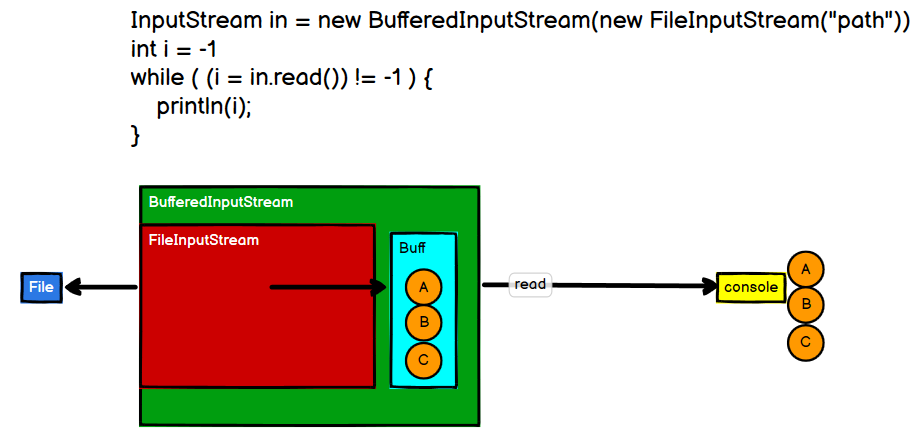 InputStream in = new BufferedInputStream(new FileInputStream("path"))
int i = -1
while ( (i = in.read()) != -1 ) {
println(i);
}
BufferedInputStream
FileInputStream
Buff
File
A
B
C
read
console
A
B
C